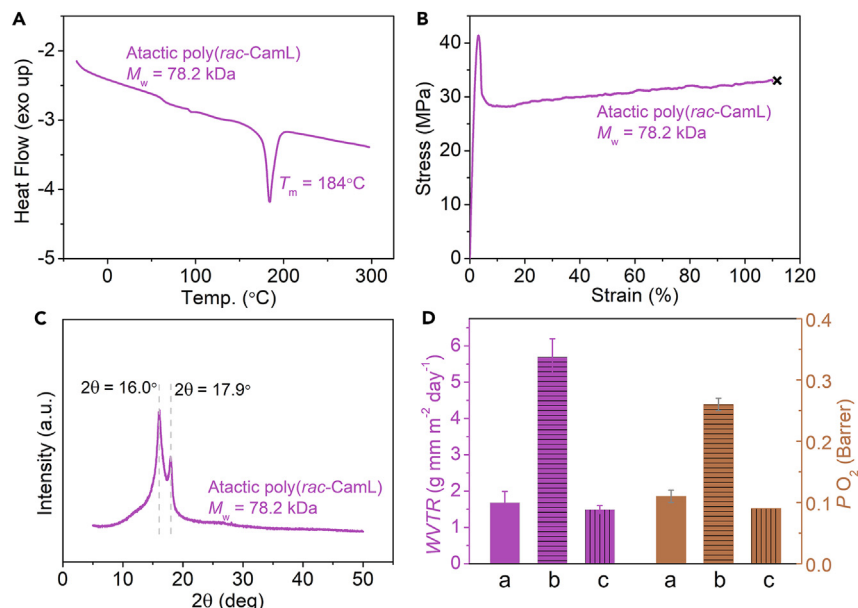 A
-2
-3
-4
-5
Heat Flow (exo up)
Atactic poly(rac-CamL)
Mw = 78.2 kDa
Tm = 184°C
0
100
200
300
Temp. (°C)
B
40
30
20
10
0
Stress (MPa)
Atactic poly(rac-CamL)
Mw = 78.2 kDa
0
20
40
60
80
100
120
Strain (%)
C
Intensity (a.u.)
2θ = 16.0°
2θ = 17.9°
Atactic poly(rac-CamL)
Mw = 78.2 kDa
0
10
20
30
40
50
2θ (deg)
D
6
5
4
3
2
1
0
WVTR (g mm m-2 day-1)
0.4
0.3
0.2
0.1
0.0
P O2 (Barrer)
a
b
c
a
b
c